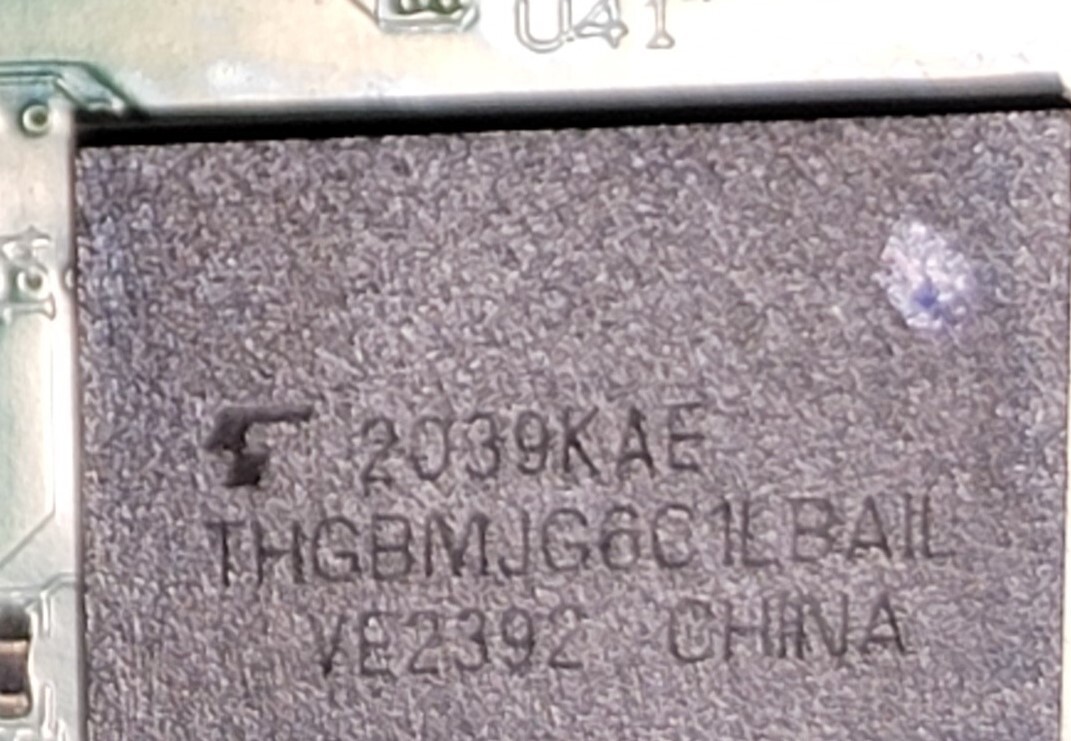 U41
2039KAE
THGBMJG6C1LBAIL
VE2392 CHINA